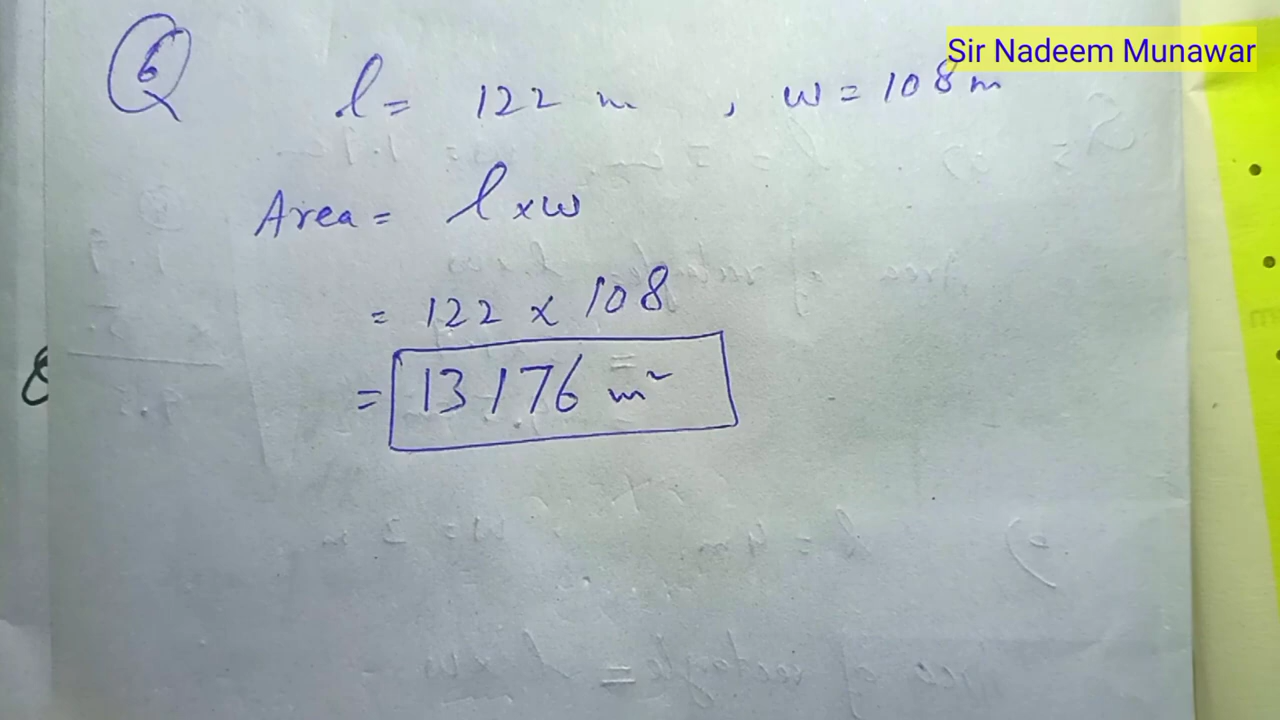 Sir Nadeem Munawar
Q6
l = 122 m , w = 108 m
Area = l × w
= 122 × 108
= 13176 m²